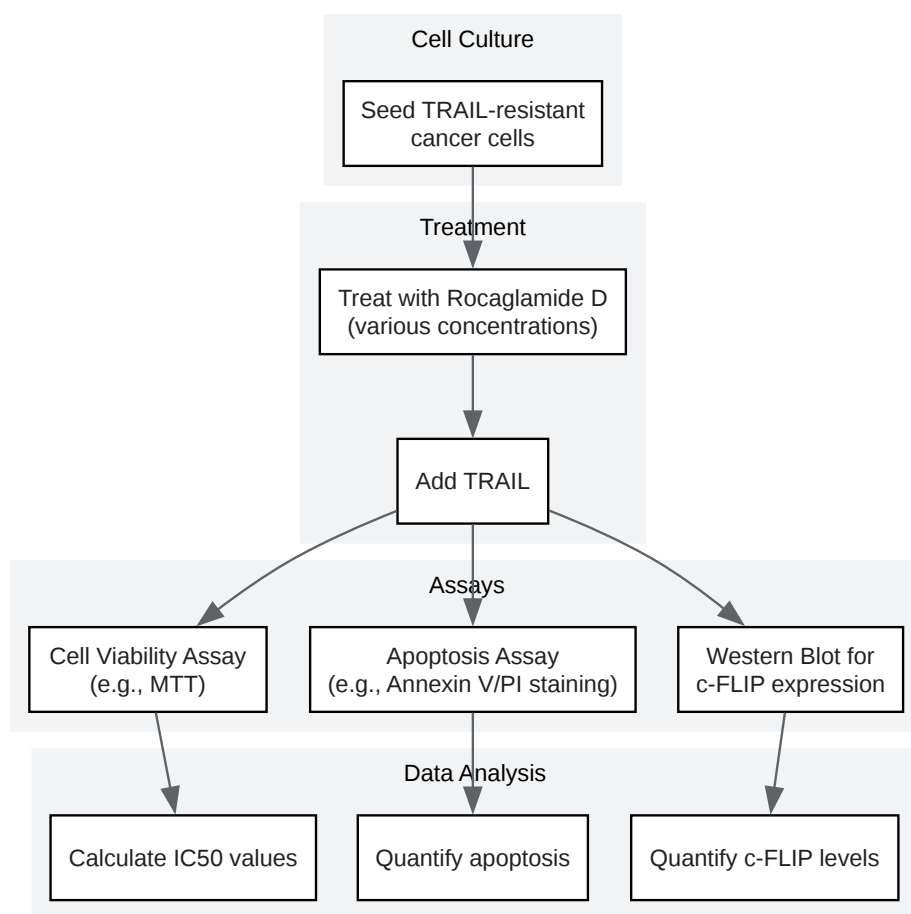 Cell Culture
Seed TRAIL-resistant
cancer cells
Treatment
Treat with Rocaglamide D
(various concentrations)
Add TRAIL
Assays
Cell Viability Assay
(e.g., MTT)
Apoptosis Assay
(e.g., Annexin V/PI staining)
Western Blot for
c-FLIP expression
Data Analysis
Calculate IC50 values
Quantify apoptosis
Quantify c-FLIP levels